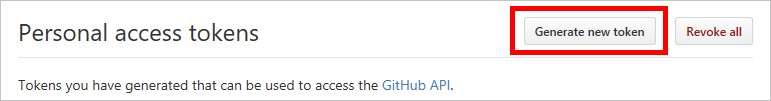 Personal access tokens Generate new token Revoke all
Tokens you have generated that can be used to access the GitHub API.